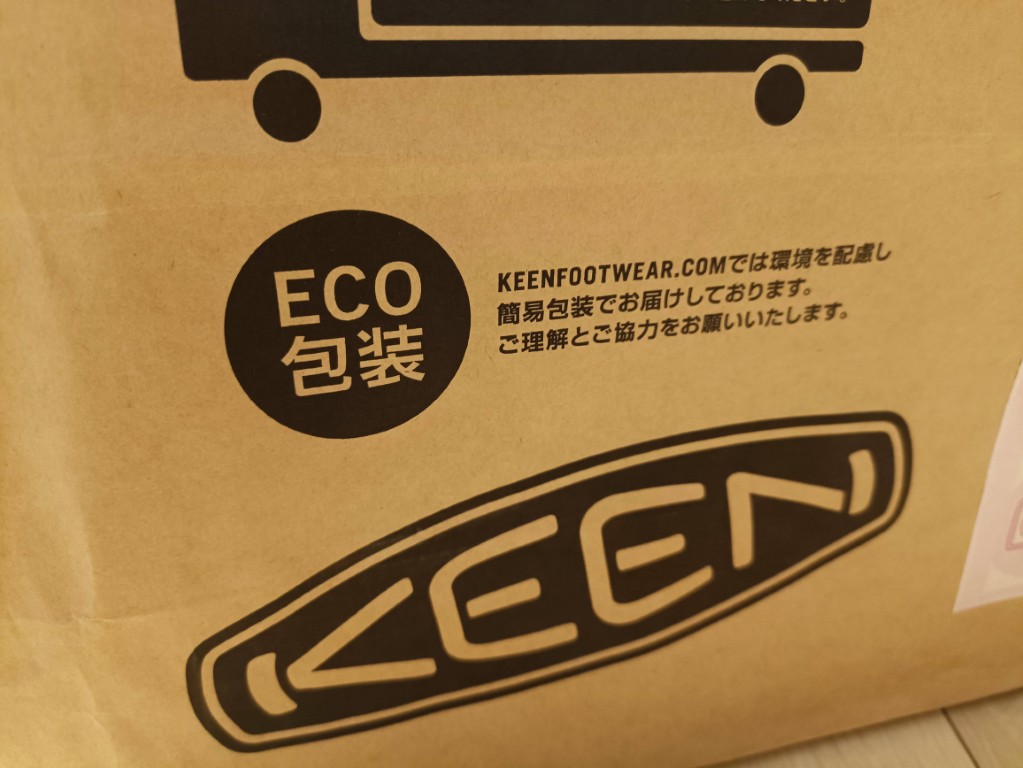 ECO
包装
KEENFOOTWEAR.COMでは環境を配慮し
簡易包装でお届けしております。
ご理解とご協力をお願いいたします。
KEEN